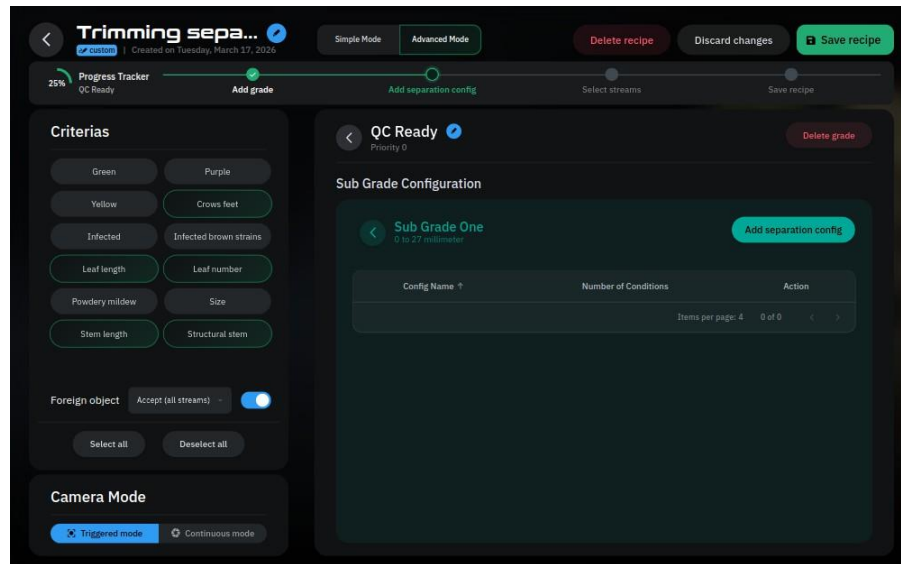 Trimming sepa...
custom | Created on Tuesday, March 17, 2026
Simple Mode
Advanced Mode
Delete recipe
Discard changes
Save recipe
25%
Progress Tracker
QC Ready
Add grade
Add separation config
Select streams
Save recipe
Criterias
Green
Purple
Yellow
Crows feet
Infected
Infected brown strains
Leaf length
Leaf number
Powdery mildew
Size
Stem length
Structural stem
Foreign object
Accept (all streams)
Select all
Deselect all
Camera Mode
Triggered mode
Continuous mode
QC Ready
Priority 0
Delete grade
Sub Grade Configuration
Sub Grade One
0 to 27 millimeter
Add separation config
Config Name ↑
Number of Conditions
Action
Items per page: 4
0 of 0